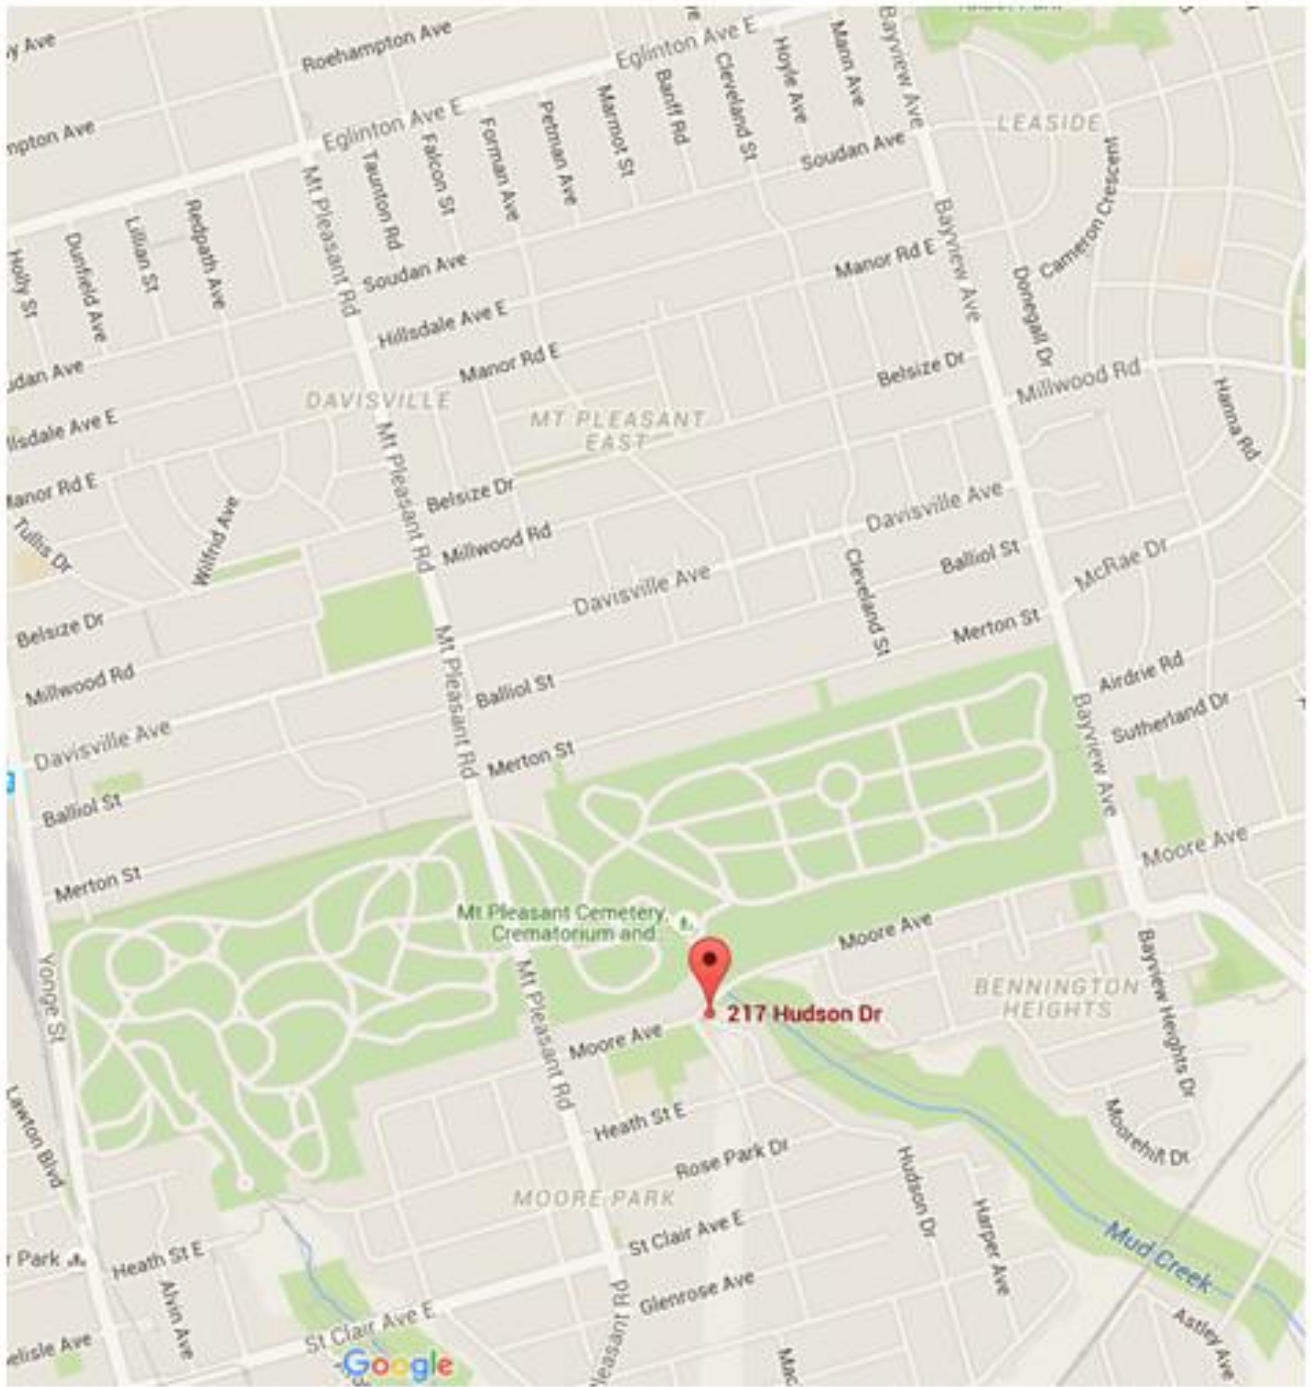 Roehampton Ave
Eglinton Ave E
Cleveland St
Hoyle Ave
Mann Ave
Bayview Ave
Banff Rd
Marmot St
Petman Ave
Forman Ave
Falcon St
Taunton Rd
Eglinton Ave E
Soudan Ave
LEASIDE
Mt Pleasant Rd
Redpath Ave
Lillian St
Dunfield Ave
Holly St
Soudan Ave
Bayview Ave
Manor Rd E
Cameron Crescent
Donegall Dr
Hillsdale Ave E
Manor Rd E
Belsize Dr
Millwood Rd
Hanna Rd
DAVISVILLE
MT PLEASANT
EAST
Mt Pleasant Rd
Manor Rd E
Wilfrid Ave
Tullis Dr
Belsize Dr
Millwood Rd
Davisville Ave
Davisville Ave
Balliol St
McRae Dr
Cleveland St
Merton St
Belsize Dr
Millwood Rd
Davisville Ave
Mt Pleasant Rd
Balliol St
Merton St
Airdrie Rd
Sutherland Dr
Bayview Ave
Balliol St
Merton St
Moore Ave
Mt Pleasant Cemetery,
Crematorium and...
Moore Ave
Yonge St
Mt Pleasant Rd
217 Hudson Dr
BENNINGTON
HEIGHTS
Bayview Heights Dr
Moore Ave
Lawton Blvd
Heath St E
Rose Park Dr
Moorehill Dr
MOORE PARK
Hudson Dr
Harper Ave
St Clair Ave E
Mud Creek
Heath St E
Alvin Ave
Glenrose Ave
St Clair Ave E
Astley Ave
Google